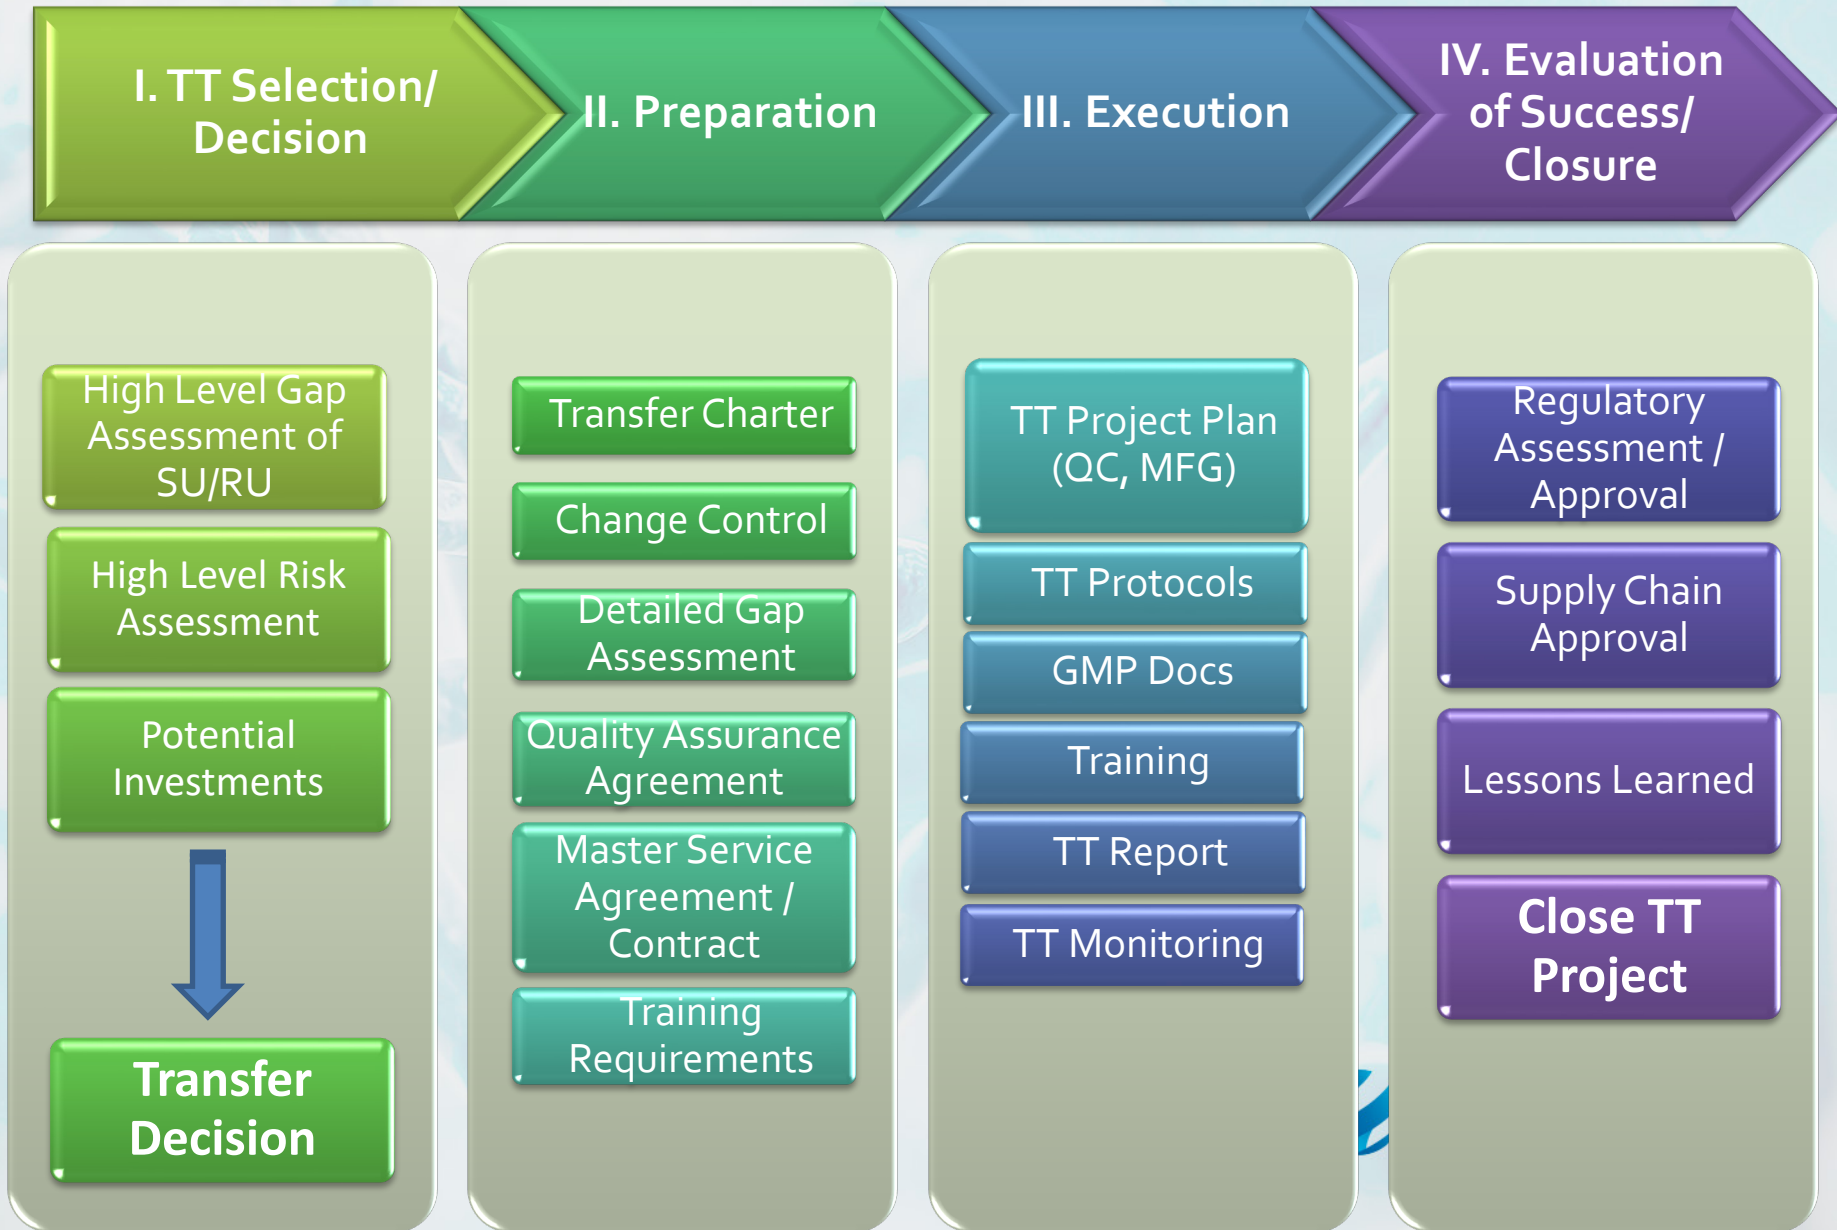 I. TT Selection/
Decision
II. Preparation
III. Execution
IV. Evaluation
of Success/
Closure
High Level Gap
Assessment of
SU/RU
High Level Risk
Assessment
Potential
Investments
Transfer
Decision
Transfer Charter
Change Control
Detailed Gap
Assessment
Quality Assurance
Agreement
Master Service
Agreement /
Contract
Training
Requirements
TT Project Plan
(QC, MFG)
TT Protocols
GMP Docs
Training
TT Report
TT Monitoring
Regulatory
Assessment /
Approval
Supply Chain
Approval
Lessons Learned
Close TT
Project